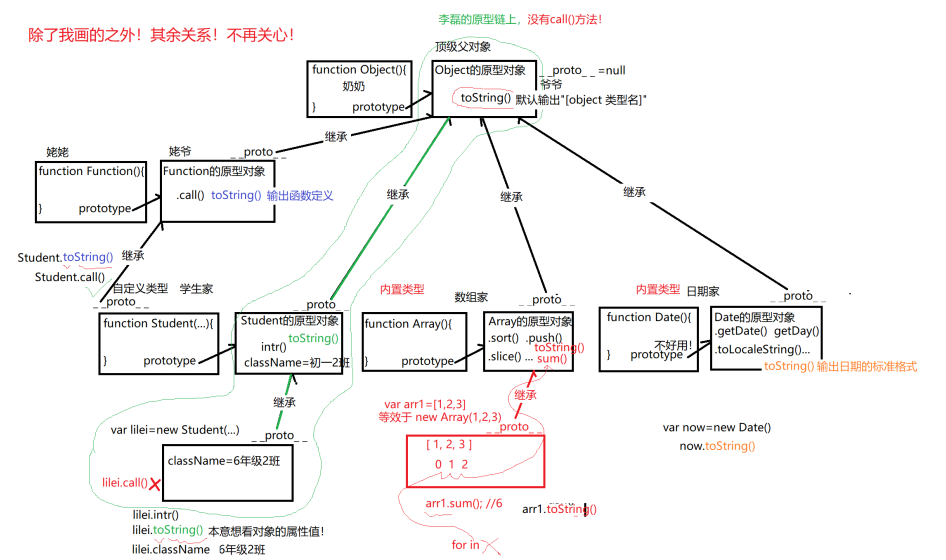 李磊的原型链上，没有call()方法！
除了我画的之外！其余关系！不再关心！
顶级父对象
function Object(){
奶奶
}
prototype
Object的原型对象
__proto__=null
爷爷
toString()
默认输出"[object 类型名]"
继承
__proto__
姥姥
function Function(){
}
prototype
姥爷
Function的原型对象
.call()
toString() 输出函数定义
继承
继承
继承
Student.toString()
继承
Student.call()
自定义类型 学生家
__proto__
function Student(...){
}
prototype
__proto__
Student的原型对象
toString()
intr()
className=初一2班
内置类型
数组家
function Array(){
}
prototype
__proto__
Array的原型对象
.sort() .push()
toString()
.slice() ...
sum()
内置类型 日期家
function Date(){
不好用！
}
prototype
__proto__
Date的原型对象
.getDate() getDay()
.toLocaleString()...
toString() 输出日期的标准格式
继承
var lilei=new Student(...)
__proto__
className=6年级2班
lilei.call()
lilei.intr()
lilei.toString() 本意想看对象的属性值！
lilei.className 6年级2班
继承
var arr1=[1,2,3]
等效于 new Array(1,2,3)
__proto__
[ 1, 2, 3 ]
0 1 2
arr1.sum(); //6
arr1.toString()
for in
var now=new Date()
now.toString()